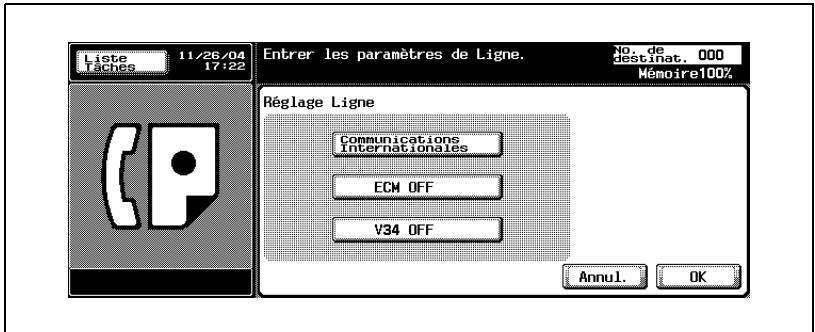 Liste
Tâches
11/26/04
17:22
Entrer les paramètres de Ligne.
No. de
destinat. 000
Mémoire100%
Réglage Ligne
Communications
Internationales
ECM OFF
V34 OFF
Annul.
OK